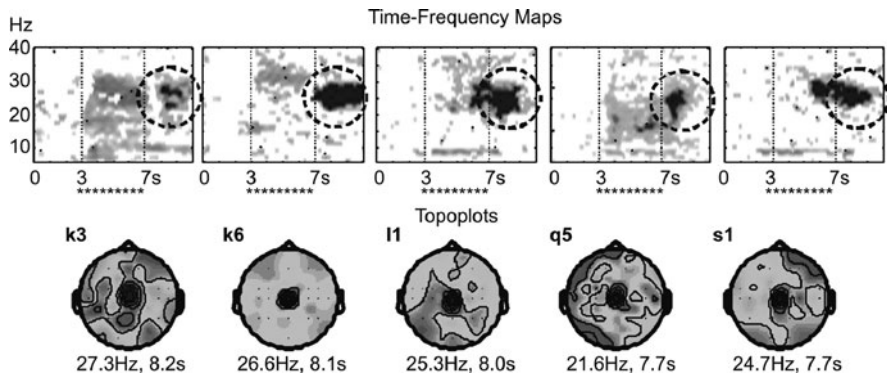 Time-Frequency Maps
Hz
40
30
20
10
0 3 7s 0 3 7s 0 3 7s 0 3 7s 0 3 7s
********* ********* ********* ********* *********
Topoplots
k3 k6 l1 q5 s1
27.3Hz, 8.2s 26.6Hz, 8.1s 25.3Hz, 8.0s 21.6Hz, 7.7s 24.7Hz, 7.7s